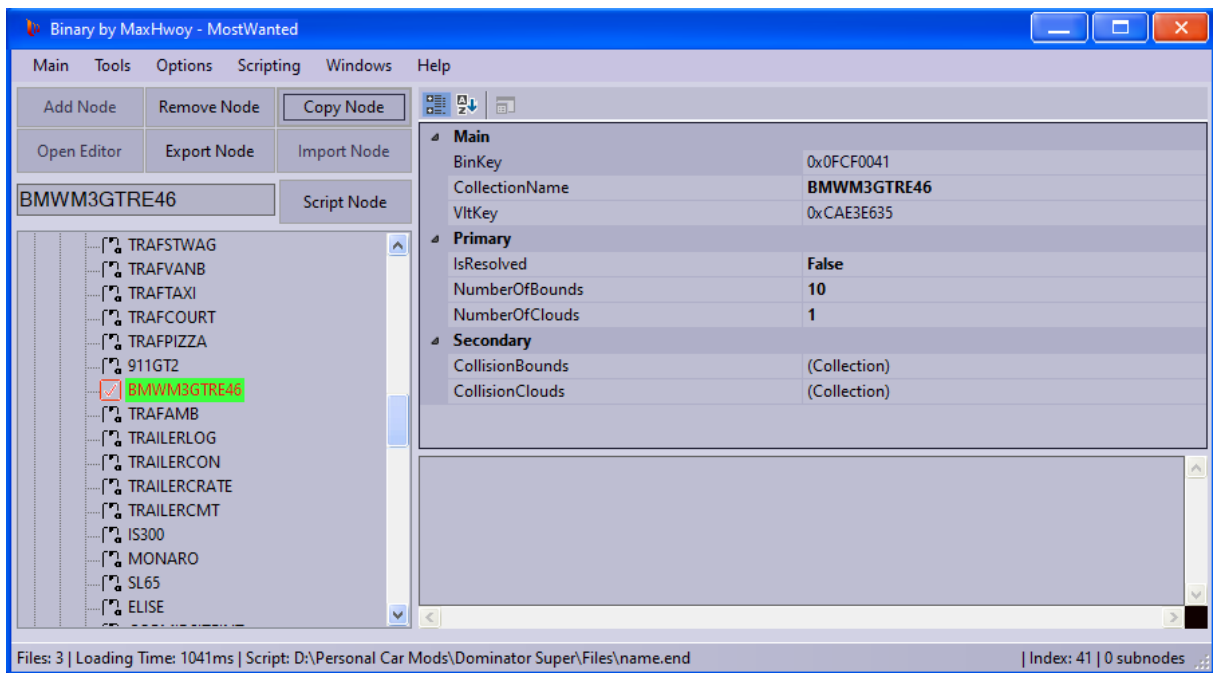 Binary by MaxHwoy - MostWanted
Main Tools Options Scripting Windows Help
Add Node Remove Node Copy Node
Open Editor Export Node Import Node
BMWM3GTRE46 Script Node
TRAFSTWAG
TRAFVANB
TRAFTAXI
TRAFCOURT
TRAFPIZZA
911GT2
BMWM3GTRE46
TRAFAMB
TRAILERLOG
TRAILERCON
TRAILERCRATE
TRAILERCMT
IS300
MONARO
SL65
ELISE
Main
BinKey 0x0FCF0041
CollectionName BMWM3GTRE46
VltKey 0xCAE3E635
Primary
IsResolved False
NumberOfBounds 10
NumberOfClouds 1
Secondary
CollisionBounds (Collection)
CollisionClouds (Collection)
Files: 3 | Loading Time: 1041ms | Script: D:\Personal Car Mods\Dominator Super\Files\name.end | Index: 41 | 0 subnodes